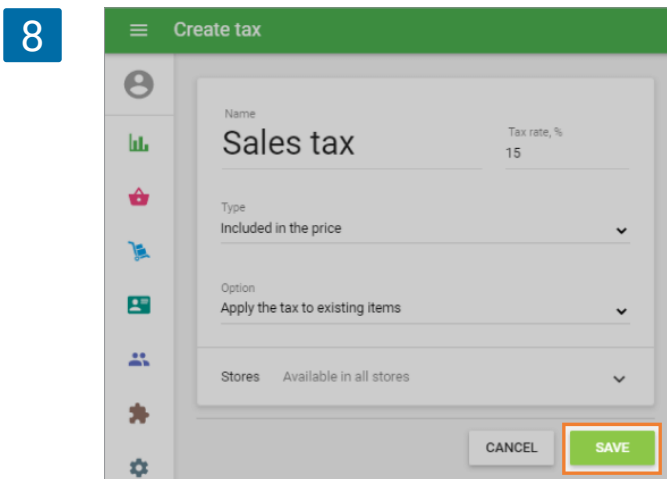 8
Create tax
Name
Sales tax
Tax rate, %
15
Type
Included in the price
Option
Apply the tax to existing items
Stores Available in all stores
CANCEL SAVE